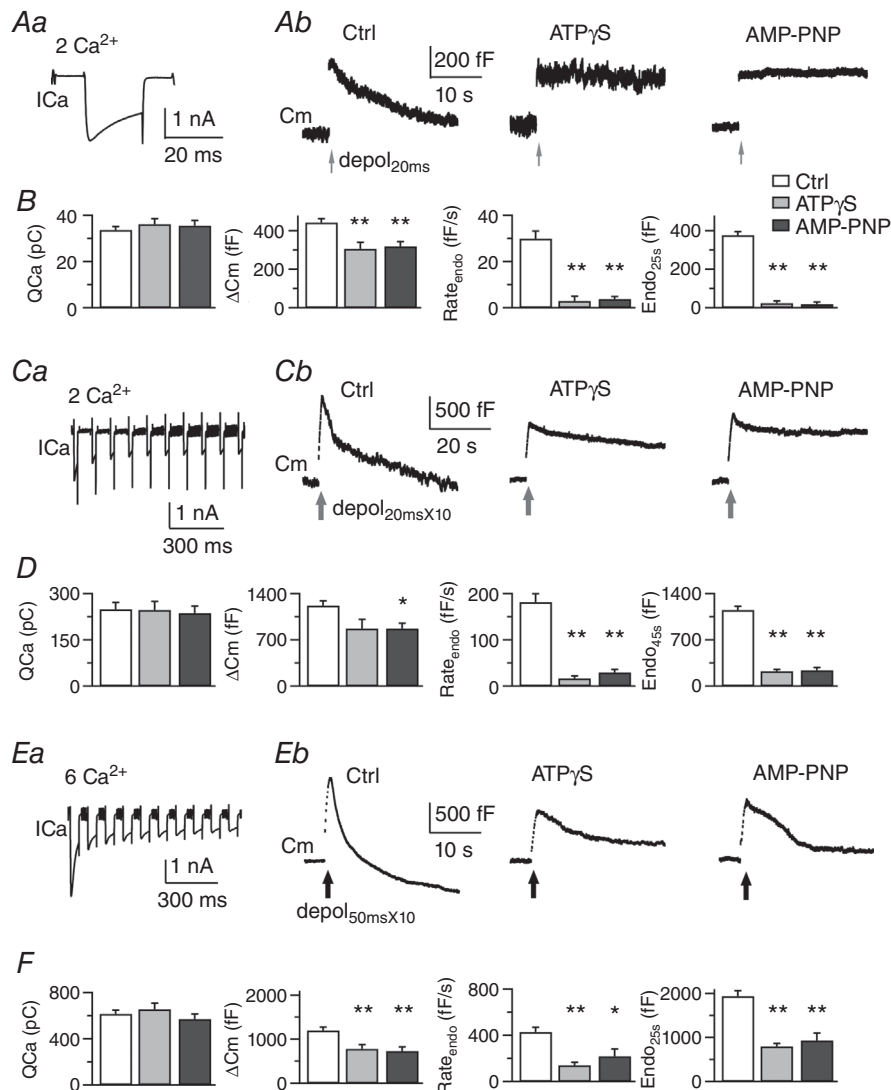 Aa
2 Ca²⁺
ICa
1 nA
20 ms
Ab
Ctrl
200 fF
10 s
Cm
depol20ms
ATPγS
AMP-PNP
Ctrl
ATPγS
AMP-PNP
B
QCa (pC)
40
20
0
ΔCm (fF)
400
200
0
Rateendo (fF/s)
40
20
0
Endo25s (fF)
400
200
0
** **
** **
** **
Ca
2 Ca²⁺
ICa
1 nA
300 ms
Cb
Ctrl
500 fF
20 s
Cm
depol20msX10
ATPγS
AMP-PNP
D
QCa (pC)
300
150
0
ΔCm (fF)
1400
700
0
*
Rateendo (fF/s)
200
100
0
** **
Endo45s (fF)
1400
700
0
** **
Ea
6 Ca²⁺
ICa
1 nA
300 ms
Eb
Ctrl
500 fF
10 s
Cm
depol50msX10
ATPγS
AMP-PNP
F
QCa (pC)
800
400
0
ΔCm (fF)
2000
1000
0
** **
Rateendo (fF/s)
800
400
0
** *
Endo25s (fF)
2000
1000
0
** **